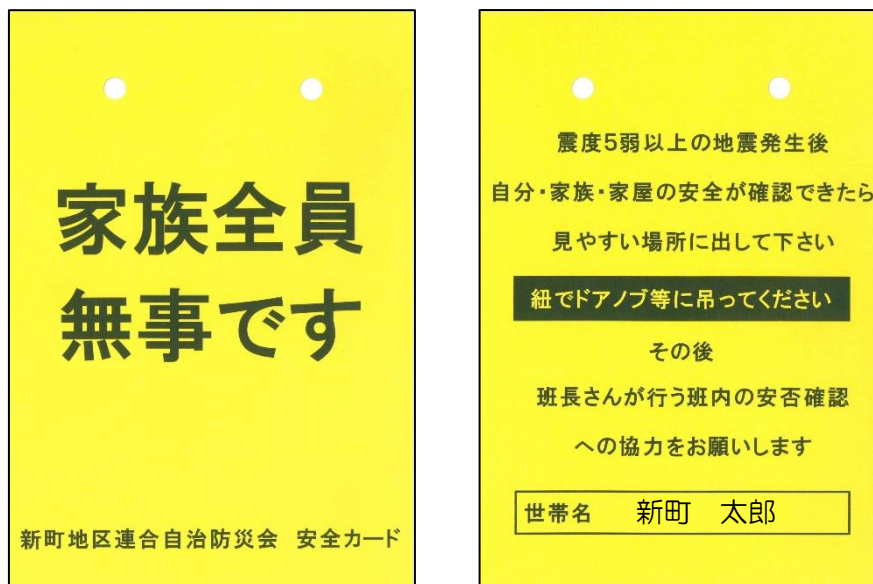 家族全員
無事です
新町地区連合自治防災会 安全カード
震度5弱以上の地震発生後
自分・家族・家屋の安全が確認できたら
見やすい場所に出して下さい
紐でドアノブ等に吊ってください
その後
班長さんが行う班内の安否確認
への協力をお願いします
世帯名 新町 太郎